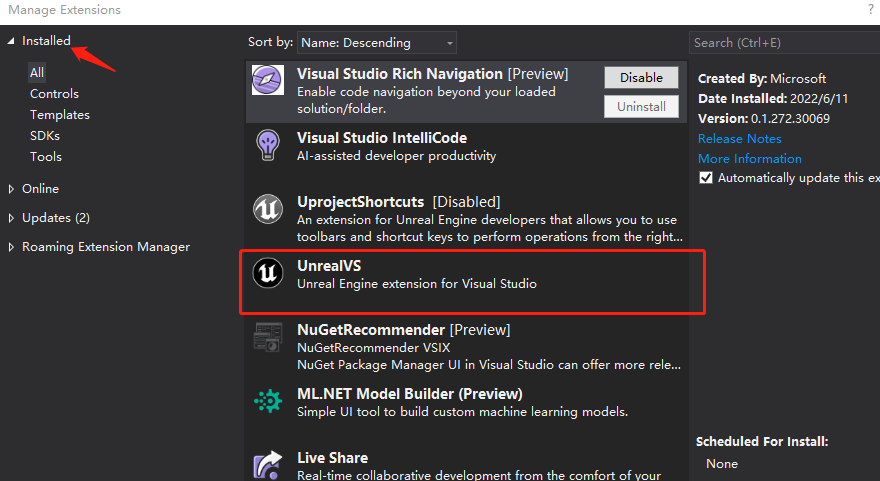 Manage Extensions
?
Installed
All
Controls
Templates
SDKs
Tools
Online
Updates (2)
Roaming Extension Manager
Sort by: Name: Descending
Visual Studio Rich Navigation [Preview]
Enable code navigation beyond your loaded
solution/folder.
Disable
Uninstall
Visual Studio IntelliCode
AI-assisted developer productivity
UprojectShortcuts [Disabled]
An extension for Unreal Engine developers that allows you to use
toolbars and shortcut keys to perform operations from the right...
UnrealVS
Unreal Engine extension for Visual Studio
NuGetRecommender [Preview]
NuGetRecommender VSIX
NuGet Package Manager UI in Visual Studio can offer more rele...
ML.NET Model Builder (Preview)
Simple UI tool to build custom machine learning models.
Live Share
Real-time collaborative development from the comfort of your
Search (Ctrl+E)
Created By: Microsoft
Date Installed: 2022/6/11
Version: 0.1.272.30069
Release Notes
More Information
Automatically update this ex
Scheduled For Install:
None